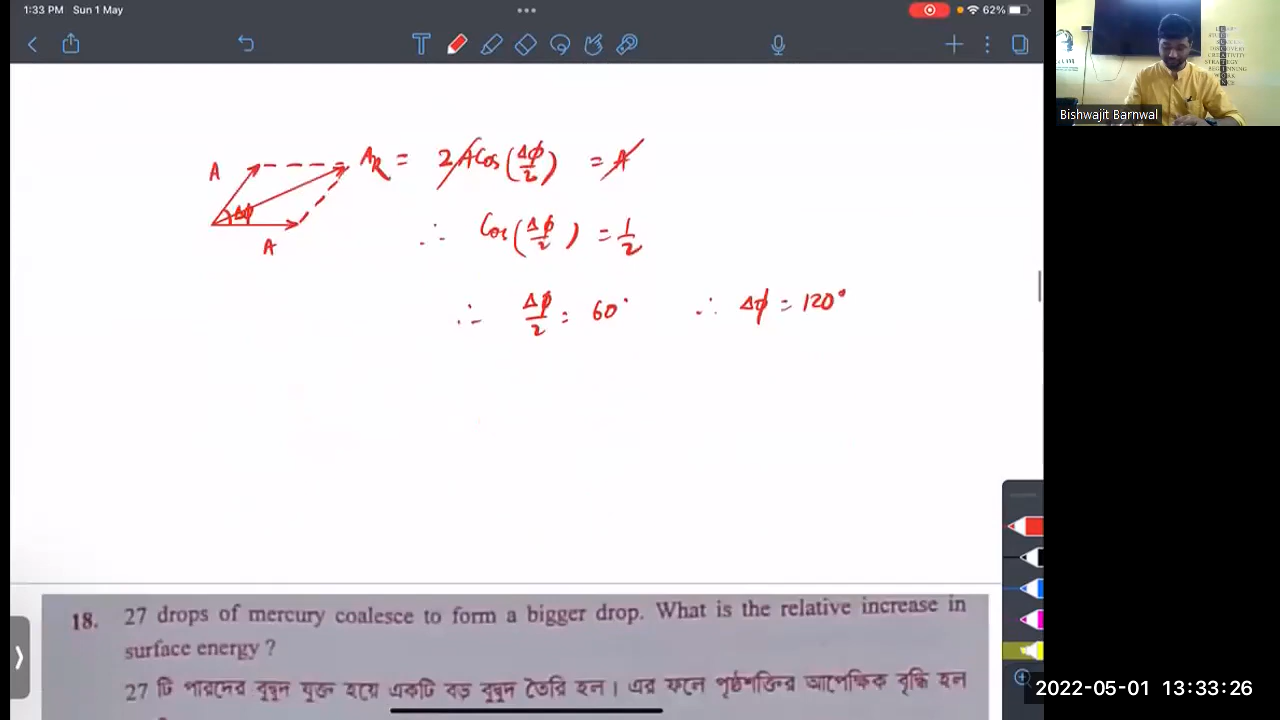 1:33 PM Sun 1 May
62%
Bishwajit Barnwal
A A_R = 2A Cos (Δϕ/2) = A
Δϕ
A
∴ Cos (Δϕ/2) = 1/2
∴ Δϕ/2 = 60° ∴ Δϕ = 120°
18. 27 drops of mercury coalesce to form a bigger drop. What is the relative increase in
surface energy ?
27 টি পারদের বুদ্বুদ যুক্ত হয়ে একটি বড় বুদ্বুদ তৈরি হল। এর ফলে পৃষ্ঠশক্তির আপেক্ষিক বৃদ্ধি হল
2022-05-01 13:33:26